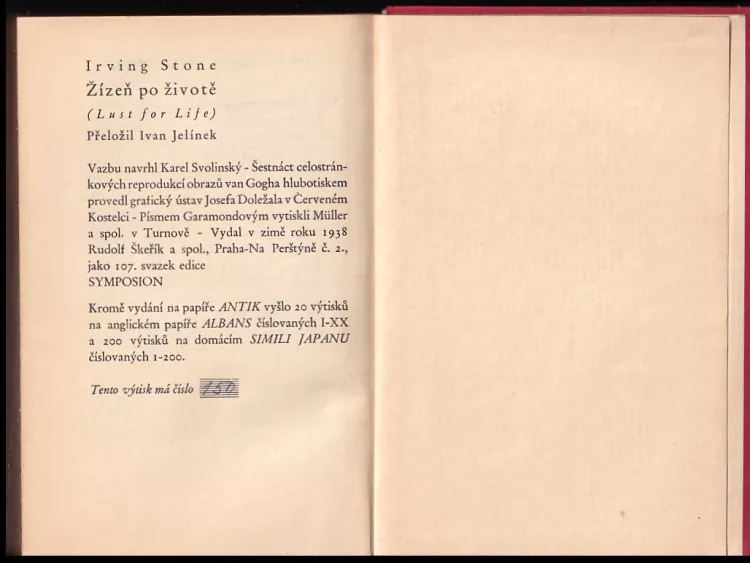 Irving Stone
Žízeň po životě
(Lust for Life)
Přeložil Ivan Jelínek
Vazbu navrhl Karel Svolinský - Šestnáct celostrán-
kových reprodukcí obrazů van Gogha hlubotiskem
provedl grafický ústav Josefa Doležala v Červeném
Kostelci - Písmem Garamondovým vytiskli Müller
a spol. v Turnově - Vydal v zimě roku 1938
Rudolf Škeřík a spol., Praha-Na Perštýně č. 2.,
jako 107. svazek edice
SYMPOSION
Kromě vydání na papíře ANTIK vyšlo 20 výtisků
na anglickém papíře ALBANS číslovaných I-XX
a 200 výtisků na domácím SIMILI JAPANU
číslovaných 1-200.
Tento výtisk má číslo 150